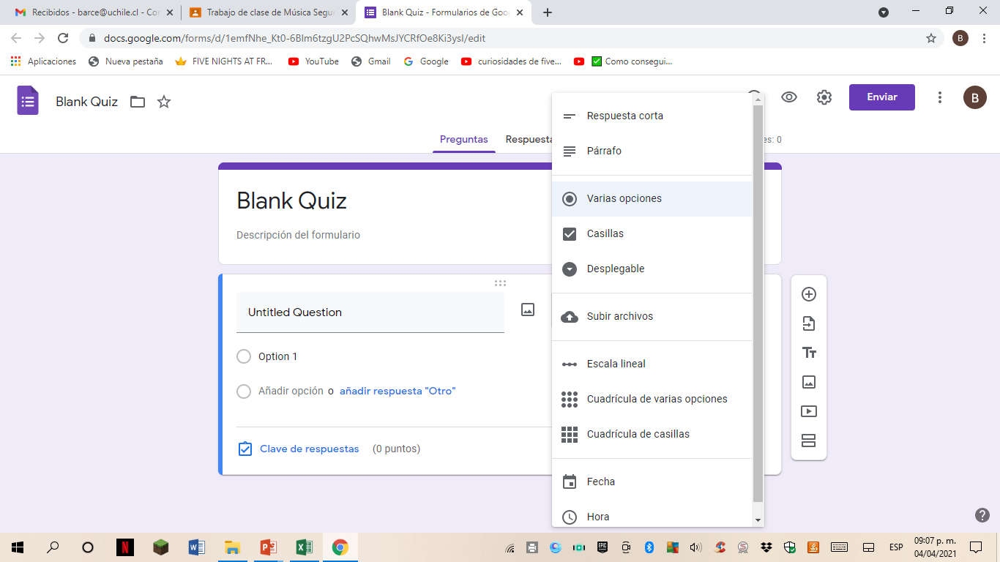 Recibidos - barce@uchile.cl - Cor
Trabajo de clase de Música Segur
Blank Quiz - Formularios de Goo
docs.google.com/forms/d/1emfNhe_Kt0-6BIm6tzgU2PcSQhwMsJYCRfOe8Ki3ysI/edit
B
Aplicaciones
Nueva pestaña
FIVE NIGHTS AT FR...
YouTube
Gmail
Google
curiosidades de five...
Como consegui...
Blank Quiz
Enviar
B
Preguntas
Respuesta
es: 0
Blank Quiz
Descripción del formulario
Untitled Question
Option 1
Añadir opción o añadir respuesta "Otro"
Clave de respuestas (0 puntos)
Respuesta corta
Párrafo
Varias opciones
Casillas
Desplegable
Subir archivos
Escala lineal
Cuadrícula de varias opciones
Cuadrícula de casillas
Fecha
Hora
ESP
09:07 p. m.
04/04/2021